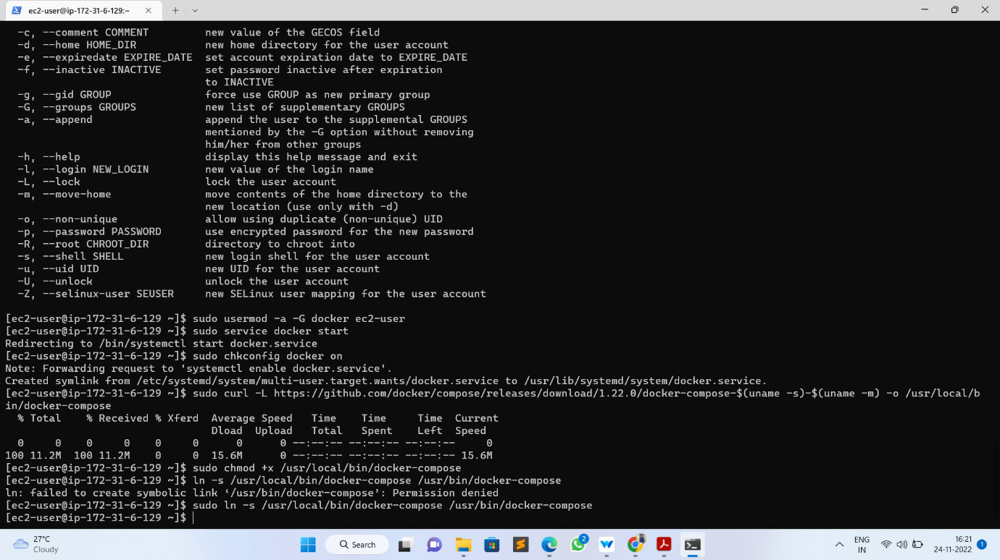 ec2-user@ip-172-31-6-129:~
-c, --comment COMMENT         new value of the GECOS field
-d, --home HOME_DIR           new home directory for the user account
-e, --expiredate EXPIRE_DATE  set account expiration date to EXPIRE_DATE
-f, --inactive INACTIVE       set password inactive after expiration
to INACTIVE
-g, --gid GROUP               force use GROUP as new primary group
-G, --groups GROUPS           new list of supplementary GROUPS
-a, --append                  append the user to the supplemental GROUPS
mentioned by the -G option without removing
him/her from other groups
-h, --help                    display this help message and exit
-l, --login NEW_LOGIN         new value of the login name
-L, --lock                    lock the user account
-m, --move-home               move contents of the home directory to the
new location (use only with -d)
-o, --non-unique              allow using duplicate (non-unique) UID
-p, --password PASSWORD       use encrypted password for the new password
-R, --root CHROOT_DIR         directory to chroot into
-s, --shell SHELL             new login shell for the user account
-u, --uid UID                 new UID for the user account
-U, --unlock                  unlock the user account
-Z, --selinux-user SEUSER     new SELinux user mapping for the user account
[ec2-user@ip-172-31-6-129 ~]$ sudo usermod -a -G docker ec2-user
[ec2-user@ip-172-31-6-129 ~]$ sudo service docker start
Redirecting to /bin/systemctl start docker.service
[ec2-user@ip-172-31-6-129 ~]$ sudo chkconfig docker on
Note: Forwarding request to 'systemctl enable docker.service'.
Created symlink from /etc/systemd/system/multi-user.target.wants/docker.service to /usr/lib/systemd/system/docker.service.
[ec2-user@ip-172-31-6-129 ~]$ sudo curl -L https://github.com/docker/compose/releases/download/1.22.0/docker-compose-$(uname -s)-$(uname -m) -o /usr/local/b
in/docker-compose
% Total    % Received % Xferd  Average Speed   Time    Time     Time  Current
Dload  Upload   Total   Spent    Left  Speed
0     0    0     0    0     0      0      0 --:--:-- --:--:-- --:--:--     0
100 11.2M  100 11.2M    0     0  15.6M      0 --:--:-- --:--:-- --:--:-- 15.6M
[ec2-user@ip-172-31-6-129 ~]$ sudo chmod +x /usr/local/bin/docker-compose
[ec2-user@ip-172-31-6-129 ~]$ ln -s /usr/local/bin/docker-compose /usr/bin/docker-compose
ln: failed to create symbolic link ‘/usr/bin/docker-compose’: Permission denied
[ec2-user@ip-172-31-6-129 ~]$ sudo ln -s /usr/local/bin/docker-compose /usr/bin/docker-compose
[ec2-user@ip-172-31-6-129 ~]$
27°C
Cloudy
Search
2
ENG
IN
16:21
24-11-2022
1